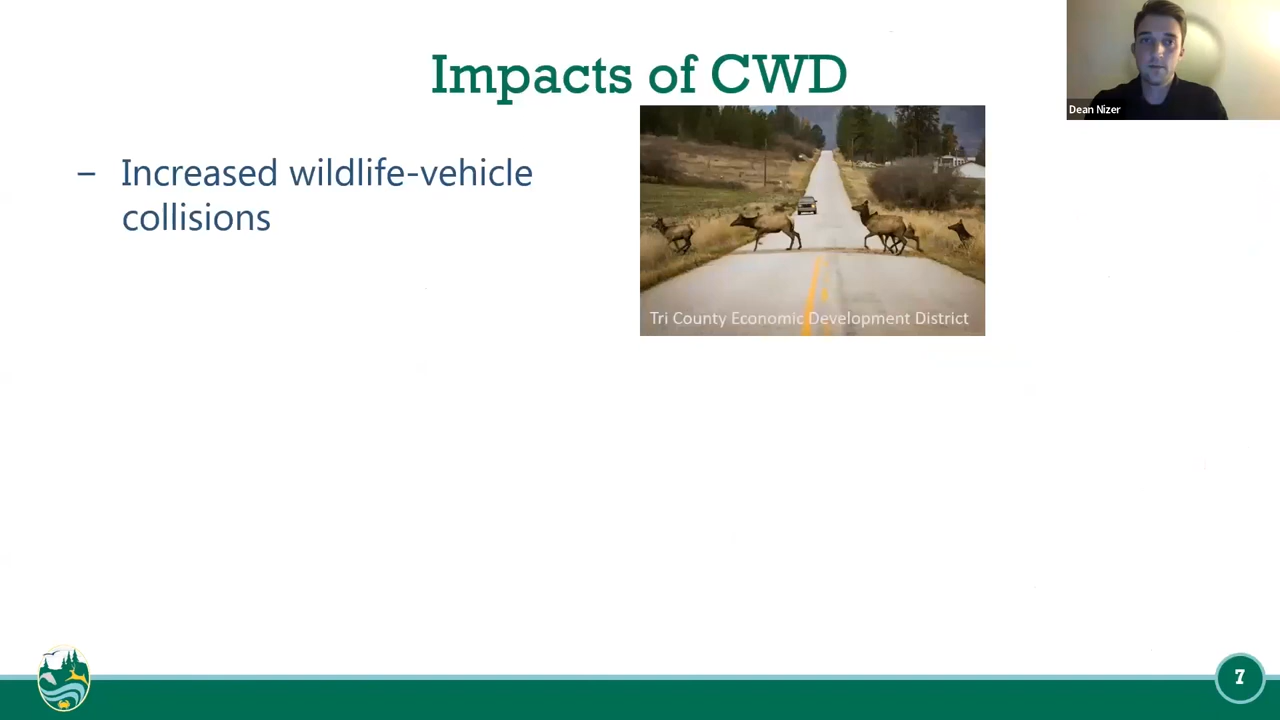 Impacts of CWD
Dean Nizer
– Increased wildlife-vehicle
collisions
Tri County Economic Development District
7